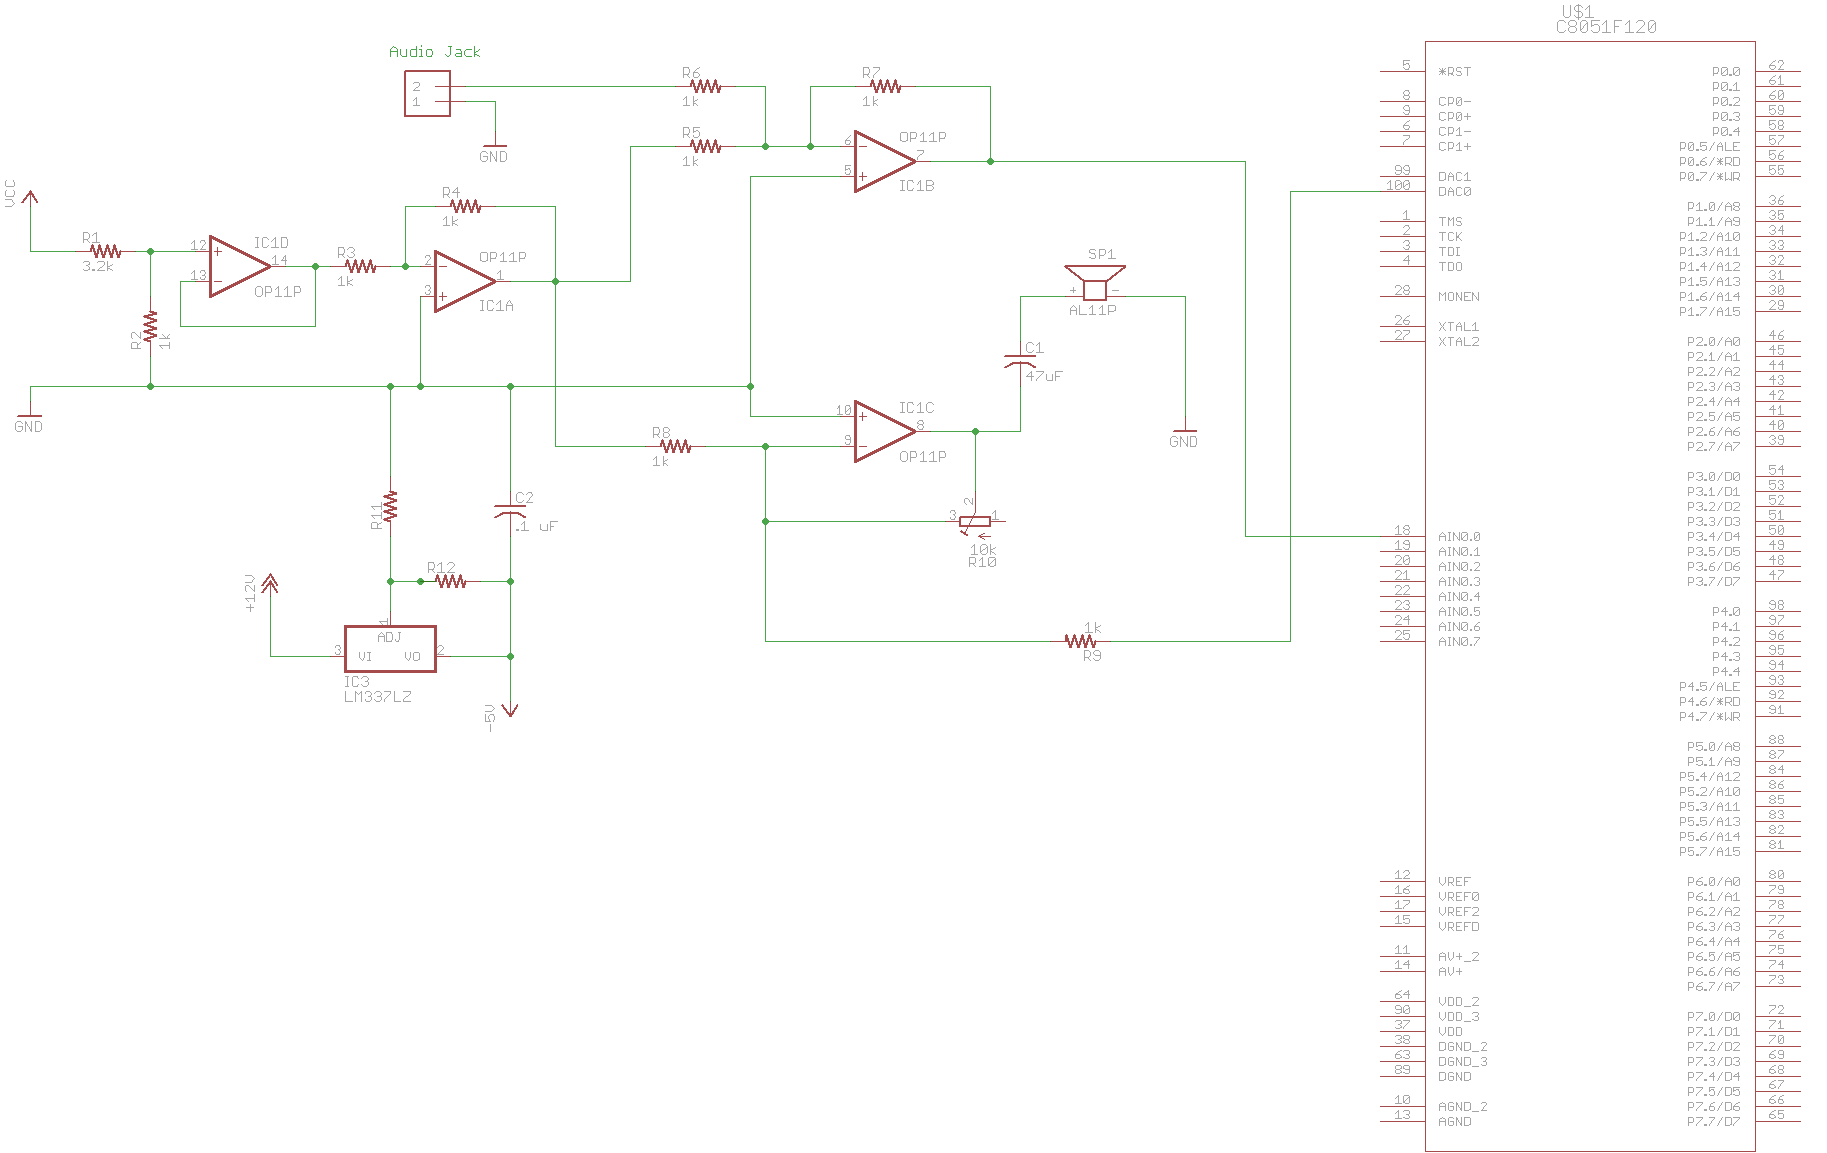 U$1
C8051F120
Audio Jack
2
1
GND
R6
1k
R5
1k
R7
1k
OP11P
6
5
7
IC1B
VCC
R1
3.2k
R2
1k
12
13
14
IC1D
OP11P
R3
1k
R4
1k
2
3
1
OP11P
IC1A
GND
SP1
+
-
AL11P
C1
47uF
GND
10
9
8
IC1C
OP11P
R8
1k
3
2
1
10k
R10
1k
R9
R11
C2
.1 uF
R12
+12V
1
ADJ
3
VI
VO
2
IC3
LM337LZ
-5V
5 *RST
8 CP0-
9 CP0+
6 CP1-
7 CP1+
99 DAC1
100 DAC0
1 TMS
2 TCK
3 TDI
4 TDO
28 MONEN
26 XTAL1
27 XTAL2
18 AIN0.0
19 AIN0.1
20 AIN0.2
21 AIN0.3
22 AIN0.4
23 AIN0.5
24 AIN0.6
25 AIN0.7
12 VREF
16 VREF0
17 VREF2
15 VREFD
11 AV+_2
14 AV+
64 VDD_2
90 VDD_3
37 VDD
38 DGND_2
63 DGND_3
89 DGND
10 AGND_2
13 AGND
P0.0 62
P0.1 61
P0.2 60
P0.3 59
P0.4 58
P0.5/ALE 57
P0.6/*RD 56
P0.7/*WR 55
P1.0/A8 36
P1.1/A9 35
P1.2/A10 34
P1.3/A11 33
P1.4/A12 32
P1.5/A13 31
P1.6/A14 30
P1.7/A15 29
P2.0/A0 46
P2.1/A1 45
P2.2/A2 44
P2.3/A3 43
P2.4/A4 42
P2.5/A5 41
P2.6/A6 40
P2.7/A7 39
P3.0/D0 54
P3.1/D1 53
P3.2/D2 52
P3.3/D3 51
P3.4/D4 50
P3.5/D5 49
P3.6/D6 48
P3.7/D7 47
P4.0 98
P4.1 97
P4.2 96
P4.3 95
P4.4 94
P4.5/ALE 93
P4.6/*RD 92
P4.7/*WR 91
P5.0/A8 88
P5.1/A9 87
P5.4/A12 84
P5.2/A10 86
P5.3/A11 85
P5.5/A13 83
P5.6/A14 82
P5.7/A15 81
P6.0/A0 80
P6.1/A1 79
P6.2/A2 78
P6.3/A3 77
P6.4/A4 76
P6.5/A5 75
P6.6/A6 74
P6.7/A7 73
P7.0/D0 72
P7.1/D1 71
P7.2/D2 70
P7.3/D3 69
P7.4/D4 68
P7.5/D5 67
P7.6/D6 66
P7.7/D7 65